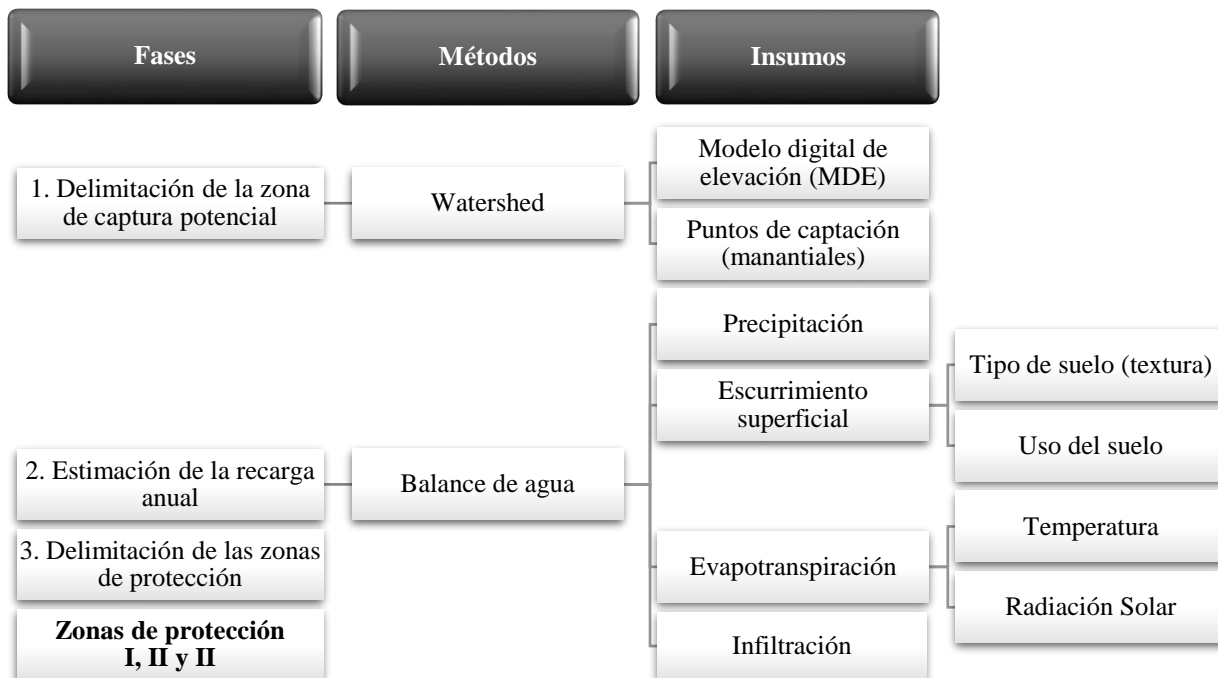 Fases
Métodos
Insumos
1. Delimitación de la zona
de captura potencial
Watershed
Modelo digital de
elevación (MDE)
Puntos de captación
(manantiales)
Precipitación
Escurrimiento
superficial
Tipo de suelo (textura)
Uso del suelo
2. Estimación de la recarga
anual
Balance de agua
Evapotranspiración
Temperatura
Radiación Solar
Infiltración
3. Delimitación de las zonas
de protección
Zonas de protección
I, II y II